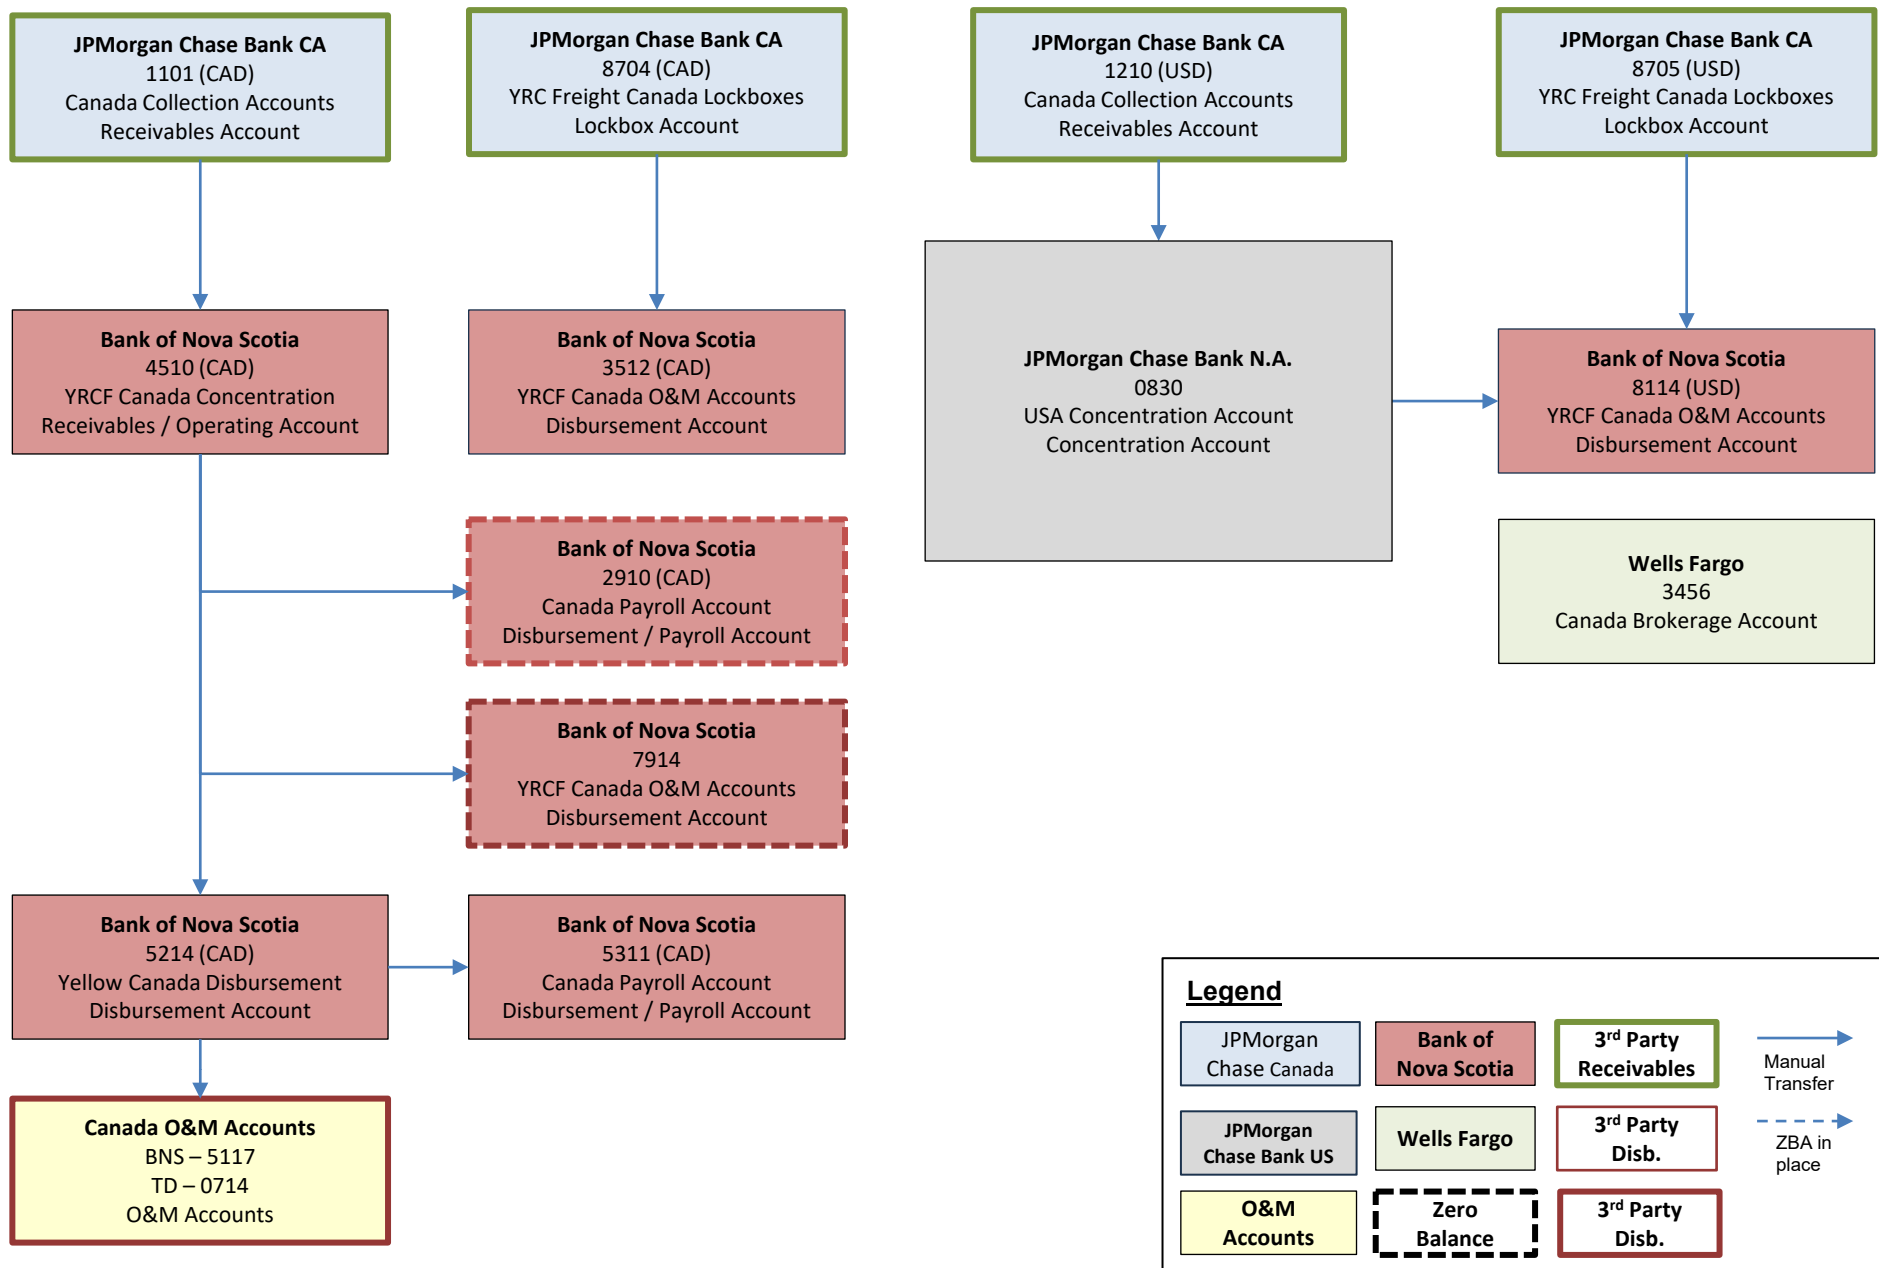 JPMorgan Chase Bank CA
1101 (CAD)
Canada Collection Accounts
Receivables Account
JPMorgan Chase Bank CA
8704 (CAD)
YRC Freight Canada Lockboxes
Lockbox Account
JPMorgan Chase Bank CA
1210 (USD)
Canada Collection Accounts
Receivables Account
JPMorgan Chase Bank CA
8705 (USD)
YRC Freight Canada Lockboxes
Lockbox Account
Bank of Nova Scotia
4510 (CAD)
YRCF Canada Concentration
Receivables / Operating Account
Bank of Nova Scotia
3512 (CAD)
YRCF Canada O&M Accounts
Disbursement Account
JPMorgan Chase Bank N.A.
0830
USA Concentration Account
Concentration Account
Bank of Nova Scotia
8114 (USD)
YRCF Canada O&M Accounts
Disbursement Account
Bank of Nova Scotia
2910 (CAD)
Canada Payroll Account
Disbursement / Payroll Account
Wells Fargo
3456
Canada Brokerage Account
Bank of Nova Scotia
7914
YRCF Canada O&M Accounts
Disbursement Account
Bank of Nova Scotia
5214 (CAD)
Yellow Canada Disbursement
Disbursement Account
Bank of Nova Scotia
5311 (CAD)
Canada Payroll Account
Disbursement / Payroll Account
Canada O&M Accounts
BNS – 5117
TD – 0714
O&M Accounts
Legend
JPMorgan
Chase Canada
Bank of
Nova Scotia
3rd Party
Receivables
Manual
Transfer
JPMorgan
Chase Bank US
Wells Fargo
3rd Party
Disb.
ZBA in
place
O&M
Accounts
Zero
Balance
3rd Party
Disb.